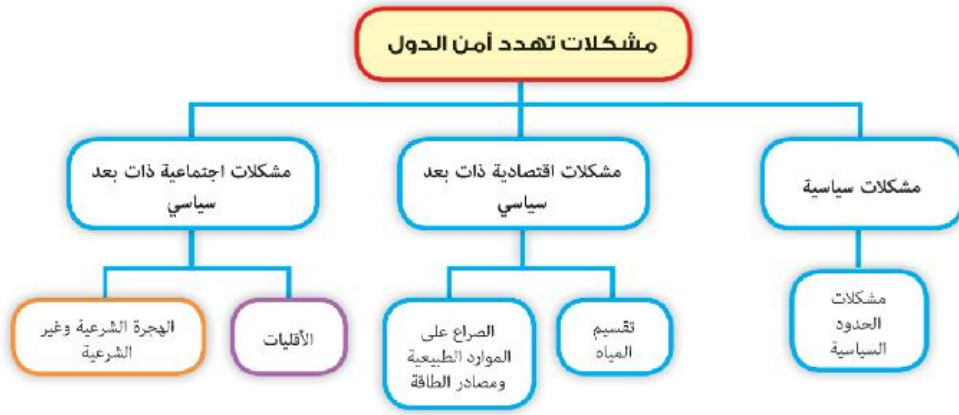 مشكلات تهدد أمن الدول
مشكلات سياسية
مشكلات اقتصادية ذات بعد
سياسي
مشكلات اجتماعية ذات بعد
سياسي
مشكلات
الحدود
السياسية
تقسيم
المياه
الصراع على
الموارد الطبيعية
ومصادر الطاقة
الأقليات
الهجرة الشرعية وغير
الشرعية